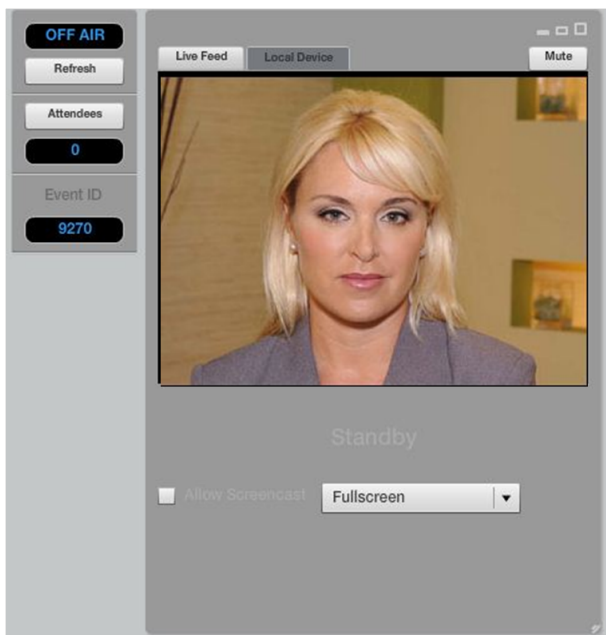 OFF AIR
Refresh
Attendees
0
Event ID
9270
Live Feed
Local Device
Mute
Standby
Allow Screencast
Fullscreen